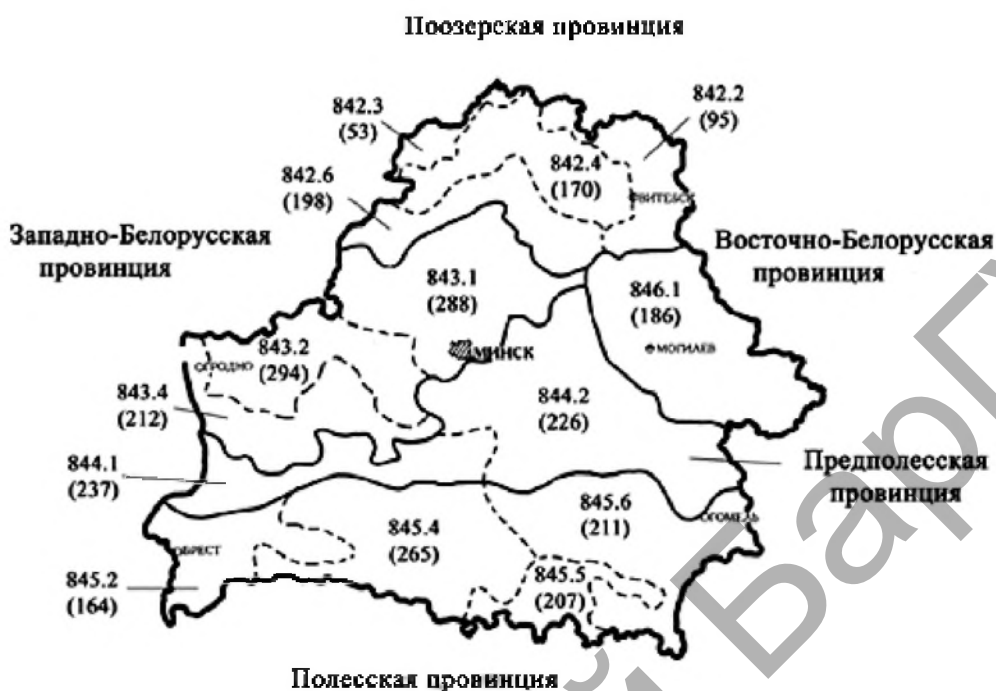 Поозерская провинция
842.3
(53)
842.2
(95)
842.4
(170)
842.6
(198)
ВИТЕБСК
Западно-Белорусская
провинция
Восточно-Белорусская
провинция
843.1
(288)
846.1
(186)
МИНСК
МОГИЛЕВ
843.2
(294)
ГРОДНО
843.4
(212)
844.2
(226)
844.1
(237)
Предполесская
провинция
845.4
(265)
845.6
(211)
ГОМЕЛЬ
БРЕСТ
845.2
(164)
845.5
(207)
Полесская провинция
й БарГУ